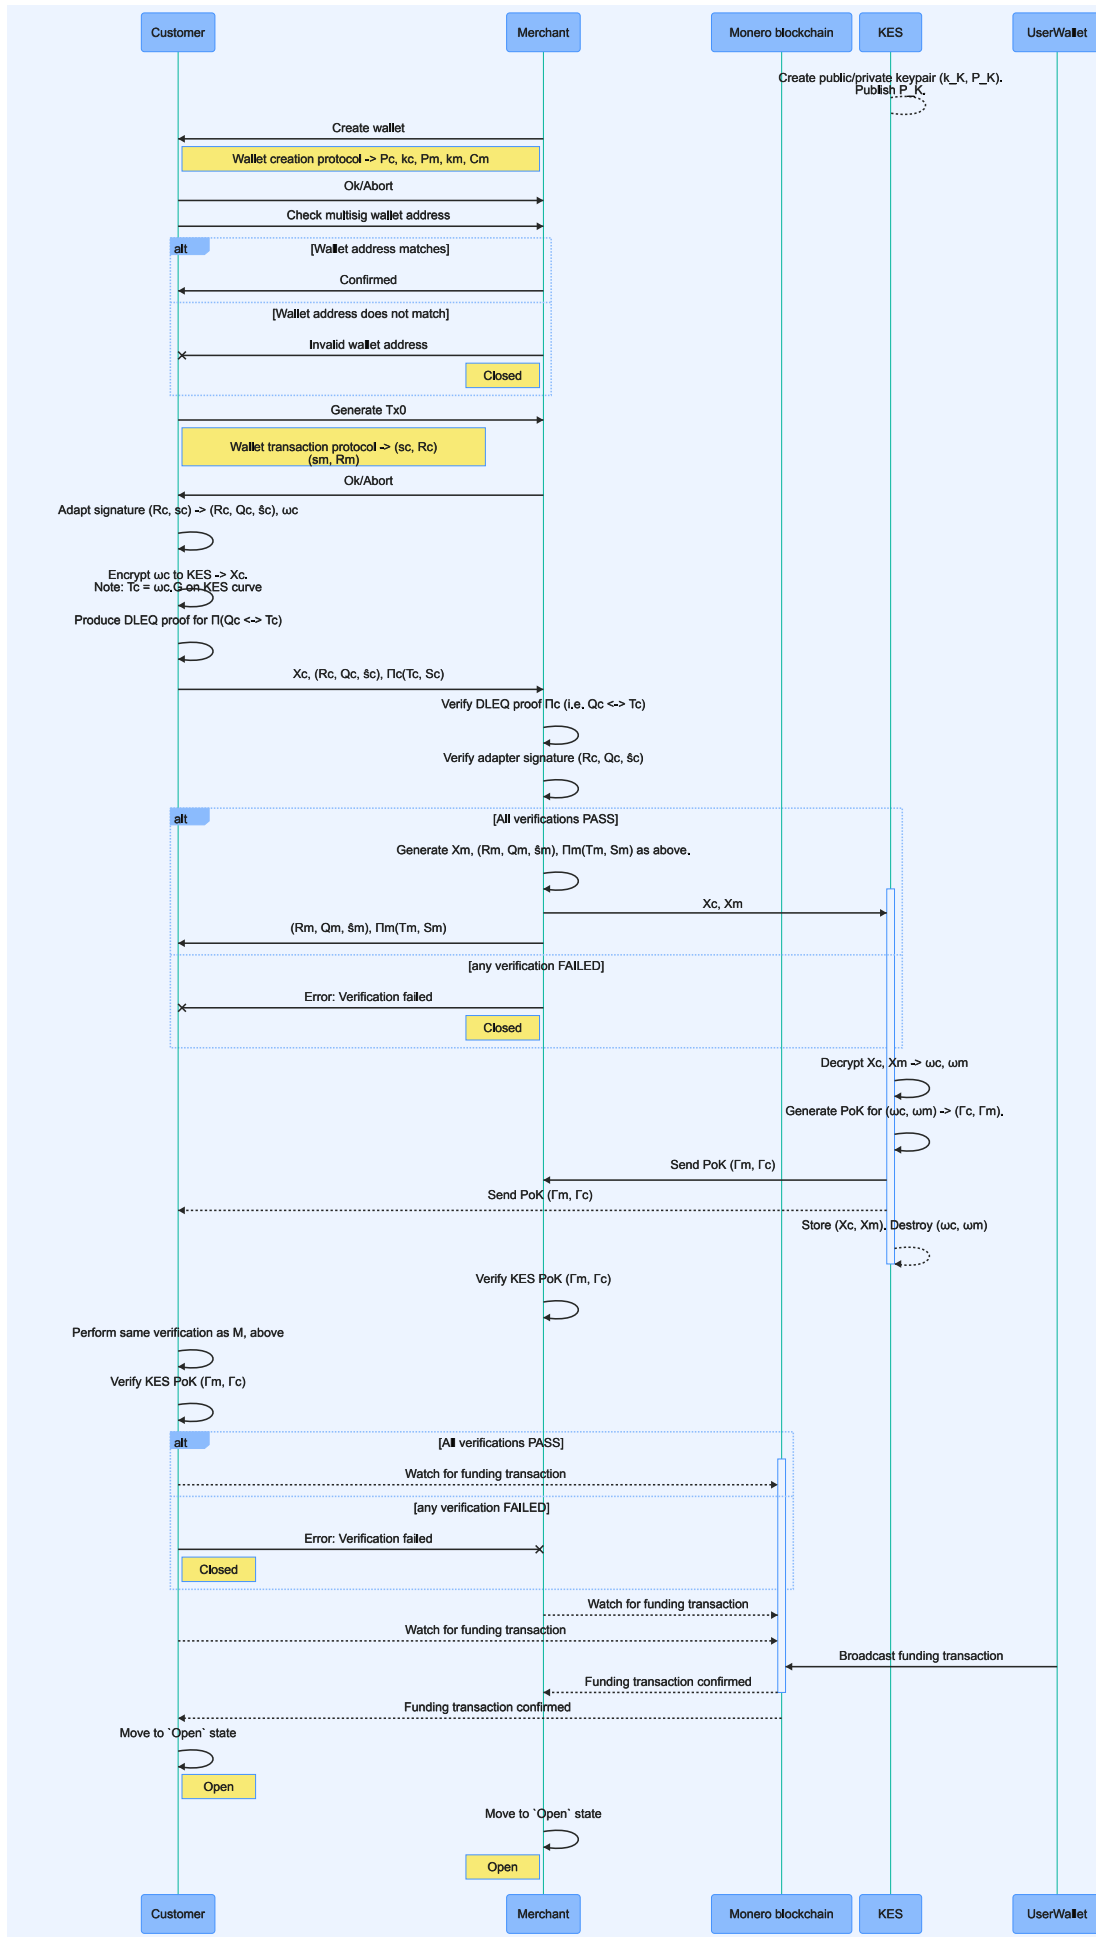 Customer
Merchant
Monero blockchain
KES
UserWallet
Create public/private keypair (k_K, P_K).
Publish P_K.
Create wallet
Wallet creation protocol -> Pc, kc, Pm, km, Cm
Ok/Abort
Check multisig wallet address
alt
[Wallet address matches]
Confirmed
[Wallet address does not match]
Invalid wallet address
Closed
Generate Tx0
Wallet transaction protocol -> (sc, Rc)
(sm, Rm)
Ok/Abort
Adapt signature (Rc, sc) -> (Rc, Qc, ŝc), ωc
Encrypt ωc to KES -> Xc.
Note: Tc = ωc.G on KES curve
Produce DLEQ proof for Π(Qc <-> Tc)
Xc, (Rc, Qc, ŝc), Πc(Tc, Sc)
Verify DLEQ proof Πc (i.e. Qc <-> Tc)
Verify adapter signature (Rc, Qc, ŝc)
alt
[All verifications PASS]
Generate Xm, (Rm, Qm, ŝm), Πm(Tm, Sm) as above.
Xc, Xm
(Rm, Qm, ŝm), Πm(Tm, Sm)
[any verification FAILED]
Error: Verification failed
Closed
Decrypt Xc, Xm -> ωc, ωm
Generate PoK for (ωc, ωm) -> (Γc, Γm).
Send PoK (Γm, Γc)
Send PoK (Γm, Γc)
Store (Xc, Xm). Destroy (ωc, ωm)
Verify KES PoK (Γm, Γc)
Perform same verification as M, above
Verify KES PoK (Γm, Γc)
alt
[All verifications PASS]
Watch for funding transaction
[any verification FAILED]
Error: Verification failed
Closed
Watch for funding transaction
Watch for funding transaction
Broadcast funding transaction
Funding transaction confirmed
Funding transaction confirmed
Move to `Open` state
Open
Move to `Open` state
Open
Customer
Merchant
Monero blockchain
KES
UserWallet